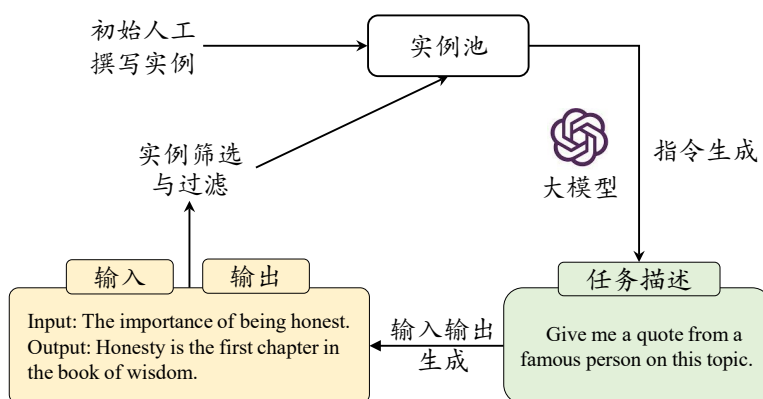 初始人工
撰写实例
实例池
实例筛选
与过滤
大模型
指令生成
输入
输出
任务描述
Input: The importance of being honest.
Output: Honesty is the first chapter in
the book of wisdom.
输入输出
生成
Give me a quote from a
famous person on this topic.